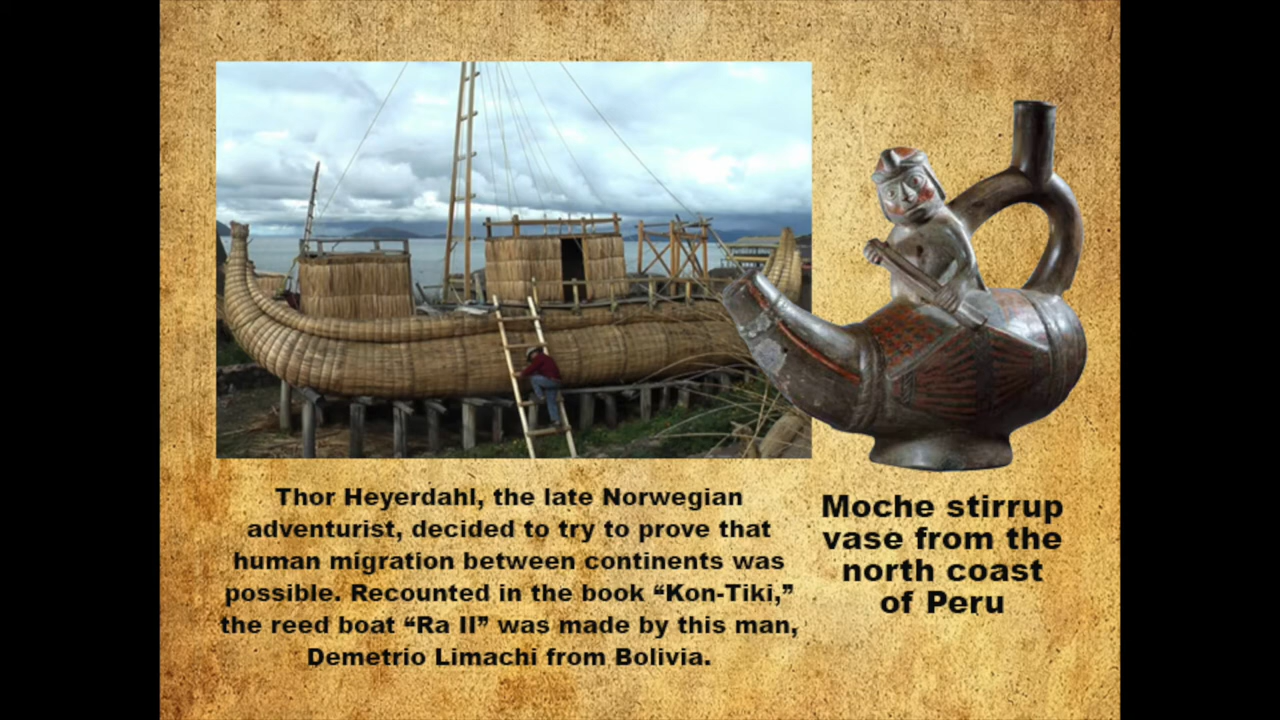 Thor Heyerdahl, the late Norwegian
adventurist, decided to try to prove that
human migration between continents was
possible. Recounted in the book “Kon-Tiki,”
the reed boat “Ra II” was made by this man,
Demetrio Limachi from Bolivia.
Moche stirrup
vase from the
north coast
of Peru